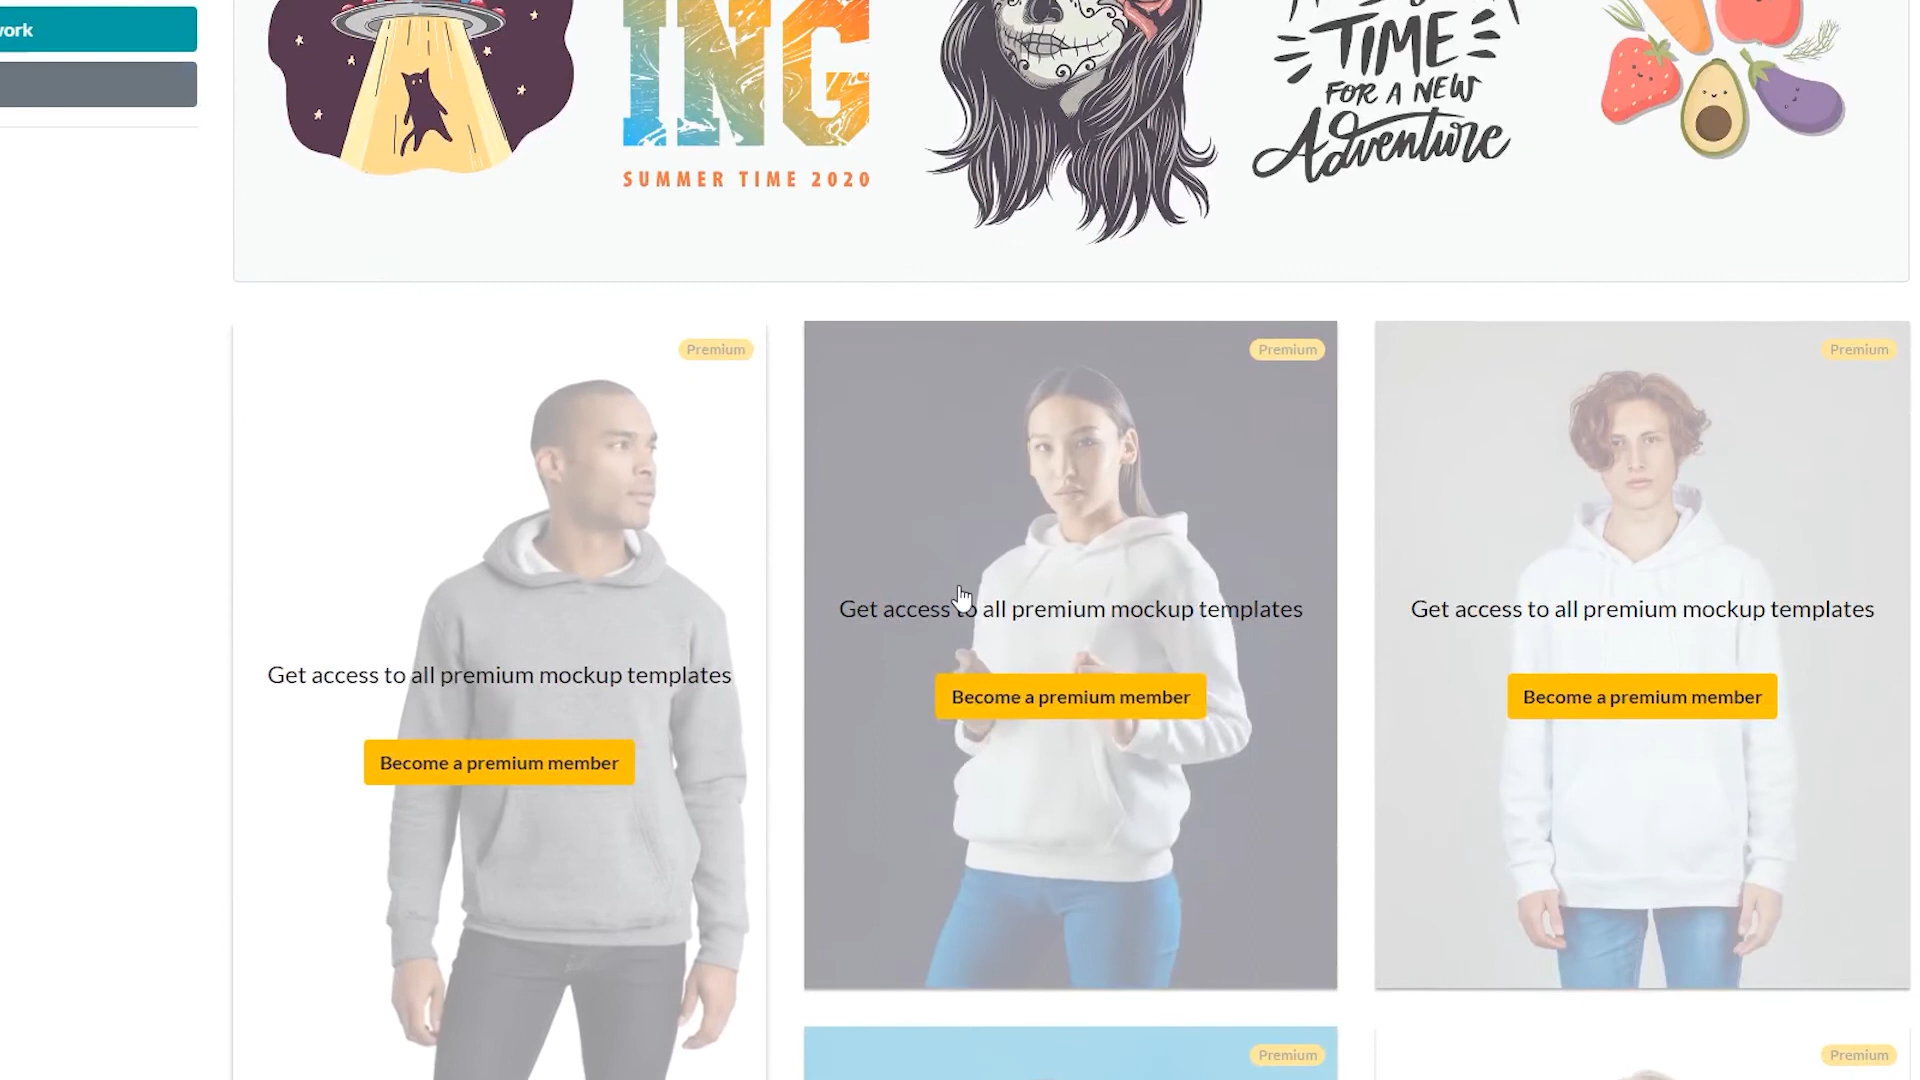 work
ING
SUMMER TIME 2020
TIME
FOR A NEW
Adventure
Premium
Premium
Premium
Get access to all premium mockup templates
Get access to all premium mockup templates
Get access to all premium mockup templates
Become a premium member
Become a premium member
Become a premium member
Premium
Premium